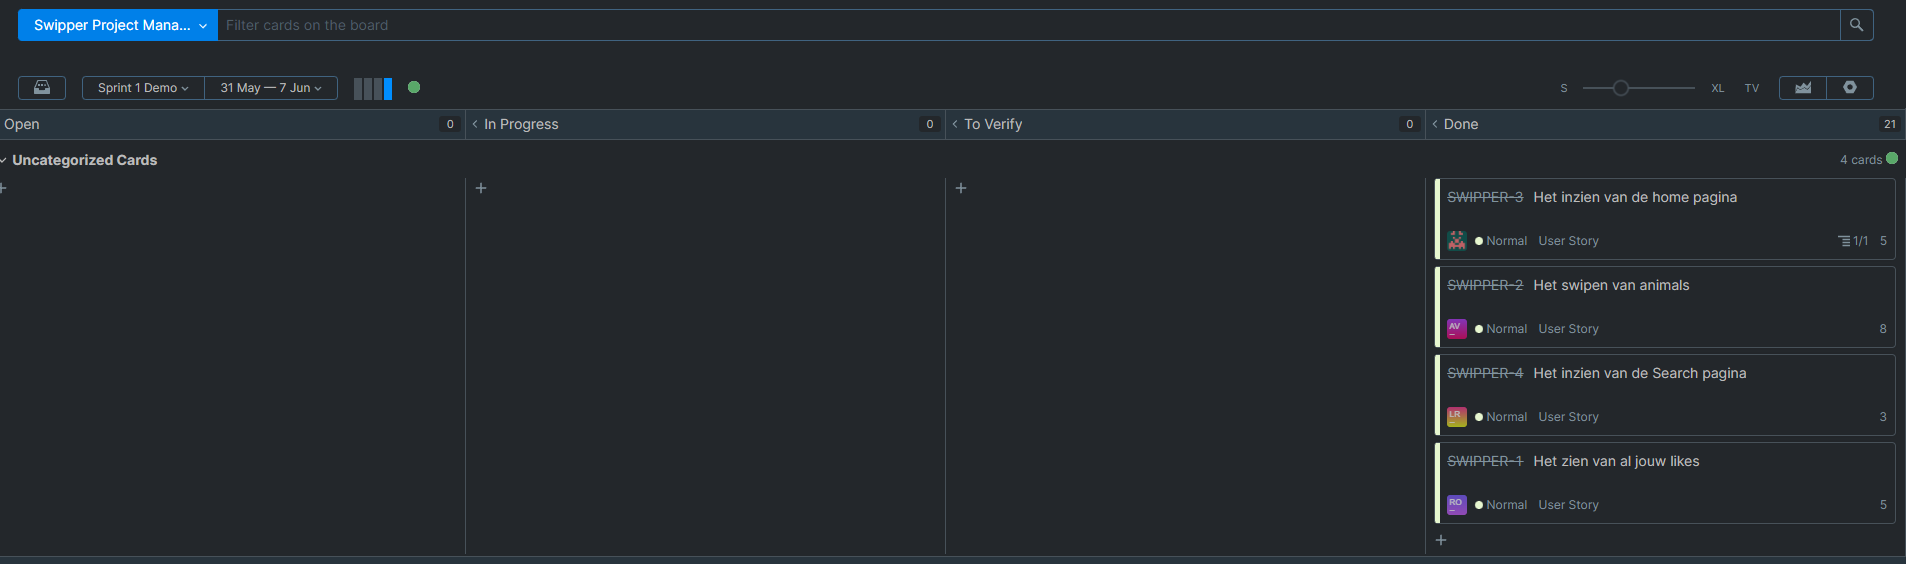 Swipper Project Mana... Filter cards on the board
Sprint 1 Demo 31 May — 7 Jun S XL TV
Open 0 In Progress 0 To Verify 0 Done 21
Uncategorized Cards 4 cards
SWIPPER-3 Het inzien van de home pagina
Normal User Story 1/1 5
SWIPPER-2 Het swipen van animals
AV Normal User Story 8
SWIPPER-4 Het inzien van de Search pagina
LR Normal User Story 3
SWIPPER-1 Het zien van al jouw likes
RO Normal User Story 5